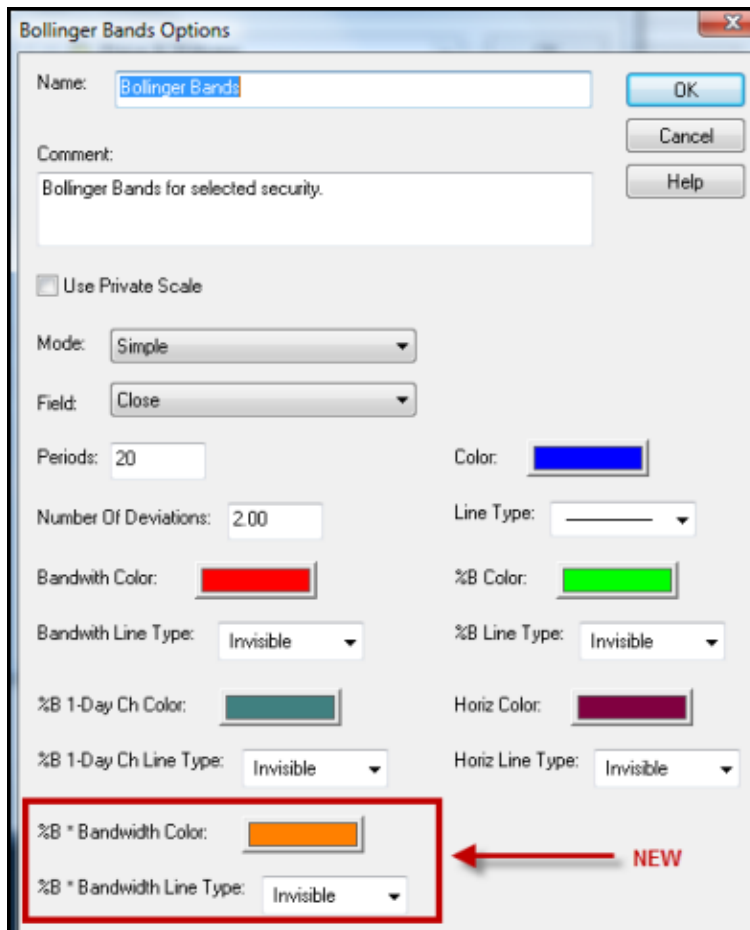 Bollinger Bands Options
Name: Bollinger Bands
OK
Cancel
Comment:
Help
Bollinger Bands for selected security.
Use Private Scale
Mode: Simple
Field: Close
Periods: 20 Color:
Number Of Deviations: 2.00 Line Type:
Bandwith Color: %B Color:
Bandwith Line Type: Invisible %B Line Type: Invisible
%B 1-Day Ch Color: Horiz Color:
%B 1-Day Ch Line Type: Invisible Horiz Line Type: Invisible
%B * Bandwidth Color:
NEW
%B * Bandwidth Line Type: Invisible